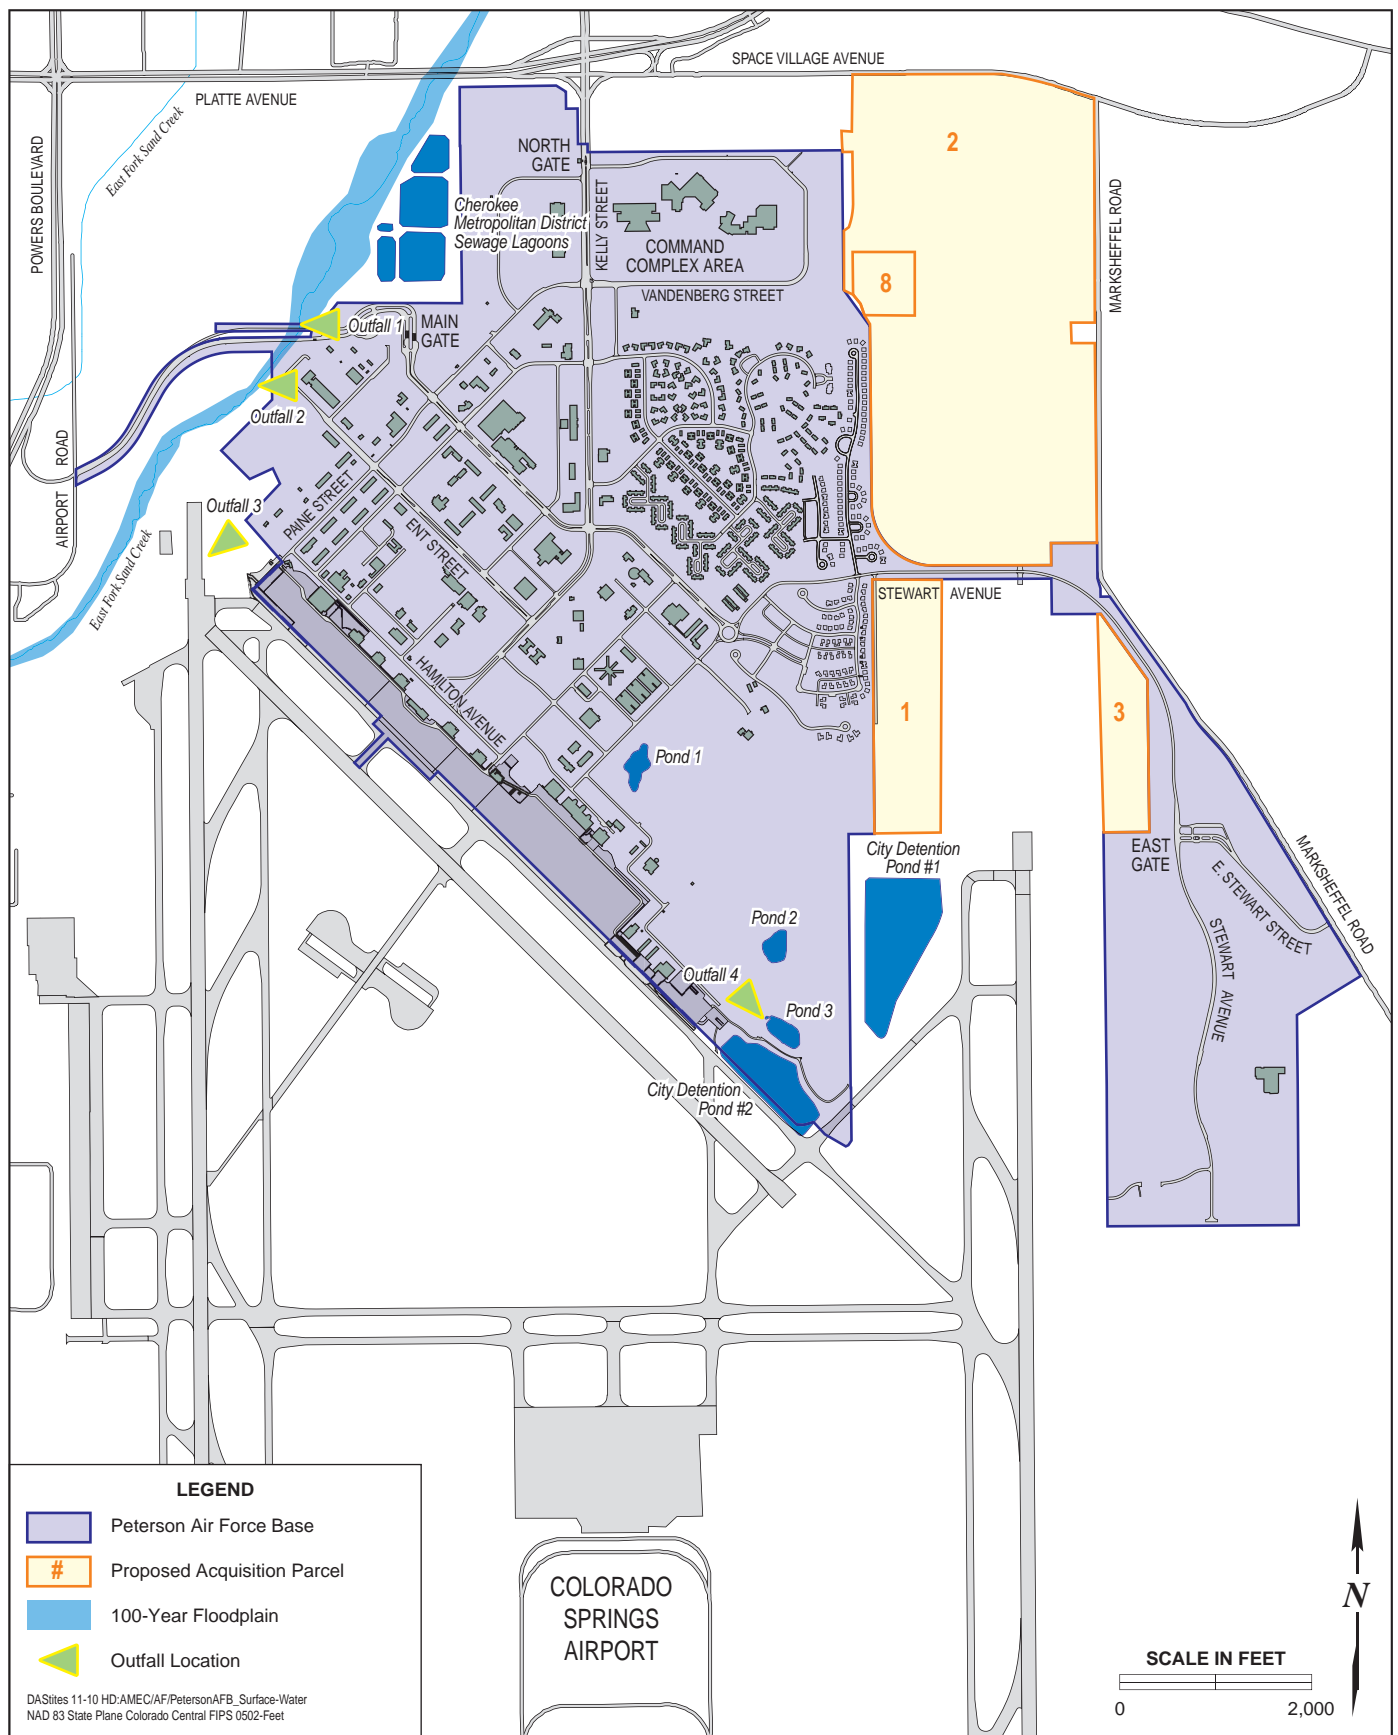 SPACE VILLAGE AVENUE
PLATTE AVENUE
East Fork Sand Creek
POWERS BOULEVARD
NORTH
GATE
KELLY STREET
2
MARKSHEFFEL ROAD
Cherokee
Metropolitan District
Sewage Lagoons
COMMAND
COMPLEX AREA
VANDENBERG STREET
8
Outfall 1
MAIN
GATE
Outfall 2
AIRPORT ROAD
Outfall 3
PAINE STREET
ENT STREET
East Fork Sand Creek
STEWART AVENUE
HAMILTON AVENUE
1
3
Pond 1
City Detention
Pond #1
EAST
GATE
MARKSHEFFEL ROAD
E. STEWART STREET
STEWART AVENUE
Pond 2
Outfall 4
Pond 3
City Detention
Pond #2
LEGEND
Peterson Air Force Base
# Proposed Acquisition Parcel
100-Year Floodplain
Outfall Location
DAStites 11-10 HD:AMEC/AF/PetersonAFB_Surface-Water
NAD 83 State Plane Colorado Central FIPS 0502-Feet
COLORADO
SPRINGS
AIRPORT
N
SCALE IN FEET
0 2,000